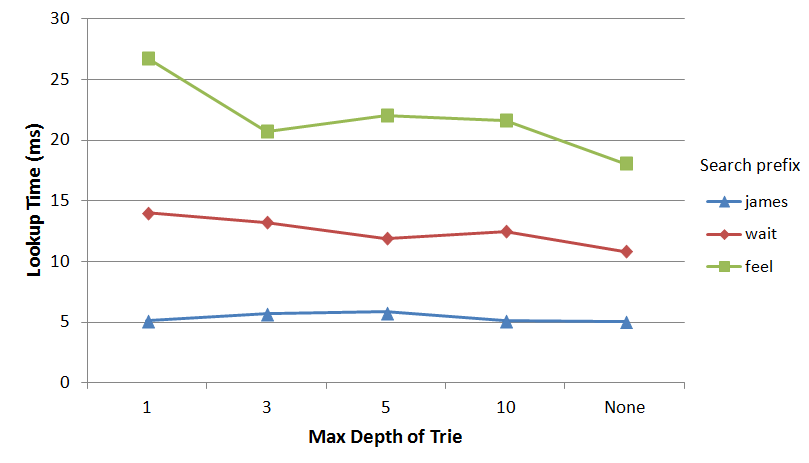 30
25
20
15
10
5
0
Lookup Time (ms)
1 3 5 10 None
Max Depth of Trie
Search prefix
james
wait
feel